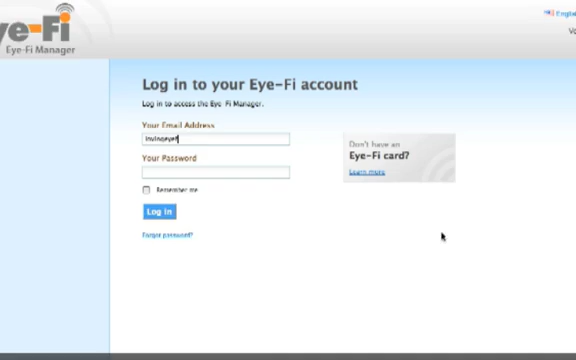 ye-Fi
Englis
Eye-Fi Manager
Log in to your Eye-Fi account
Log in to access the Eye-Fi Manager.
Your Email Address
Don't have an
Eye-Fi card?
Your Password
Learn more
Remember me
Log In
Forgot password?